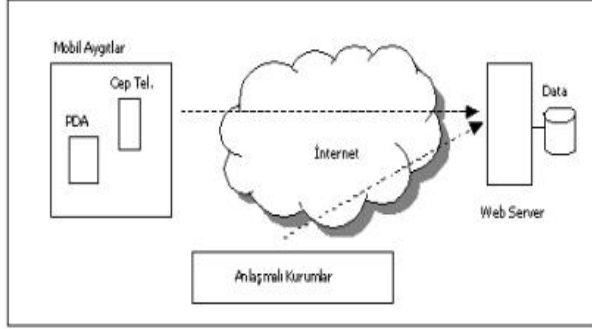 Mobil Aygıtlar
Cep Tel.
PDA
İnternet
Data
Web Server
Anlaşmalı Kurumlar